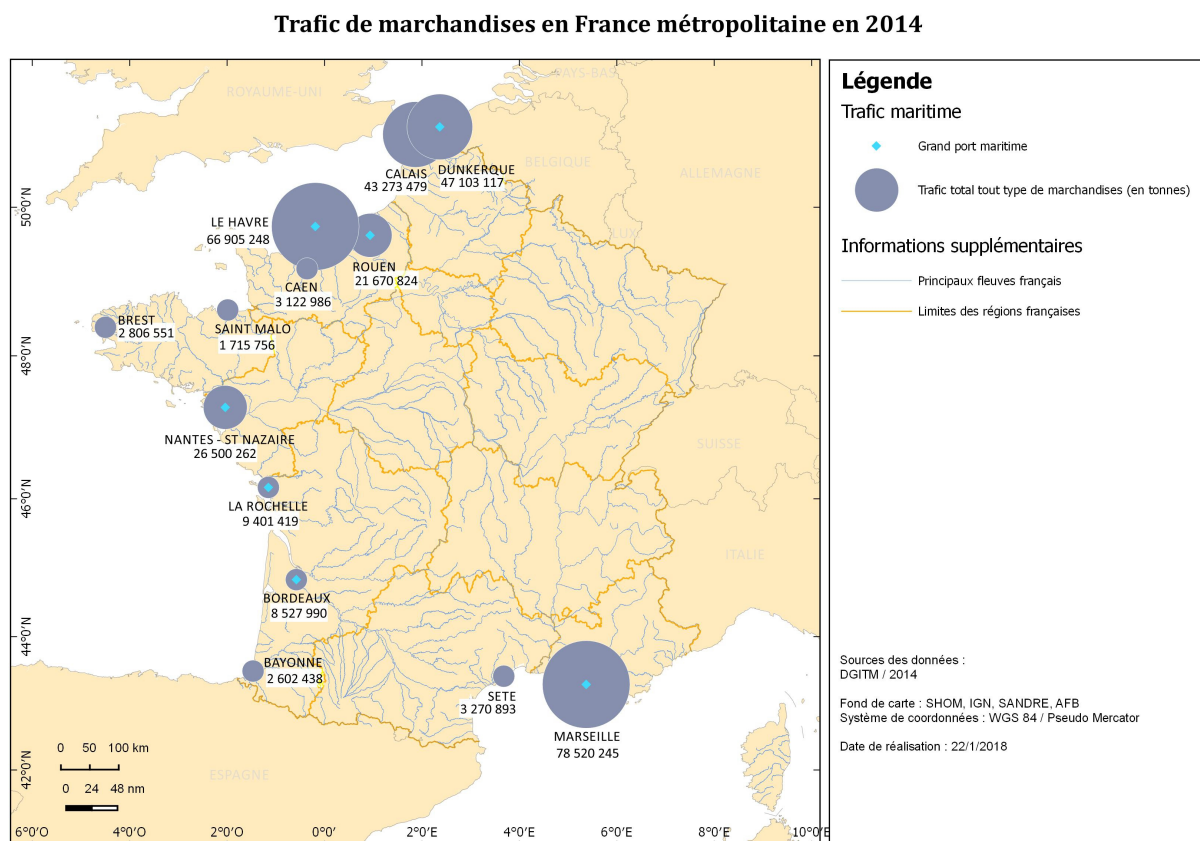 Trafic de marchandises en France métropolitaine en 2014
ROYAUME-UNI
PAYS-BAS
BELGIQUE
ALLEMAGNE
LUX
SUISSE
ITALIE
ESPAGNE
CALAIS
43 273 479
DUNKERQUE
47 103 117
LE HAVRE
66 905 248
ROUEN
21 670 824
CAEN
3 122 986
BREST
2 806 551
SAINT MALO
1 715 756
NANTES - ST NAZAIRE
26 500 262
LA ROCHELLE
9 401 419
BORDEAUX
8 527 990
BAYONNE
2 602 438
SETE
3 270 893
MARSEILLE
78 520 245
50°0'N
48°0'N
46°0'N
44°0'N
42°0'N
0 50 100 km
0 24 48 nm
6°0'O
4°0'O
2°0'O
0°0'O
2°0'E
4°0'E
6°0'E
8°0'E
10°0'E
Légende
Trafic maritime
Grand port maritime
Trafic total tout type de marchandises (en tonnes)
Informations supplémentaires
Principaux fleuves français
Limites des régions françaises
Sources des données :
DGITM / 2014
Fond de carte : SHOM, IGN, SANDRE, AFB
Système de coordonnées : WGS 84 / Pseudo Mercator
Date de réalisation : 22/1/2018